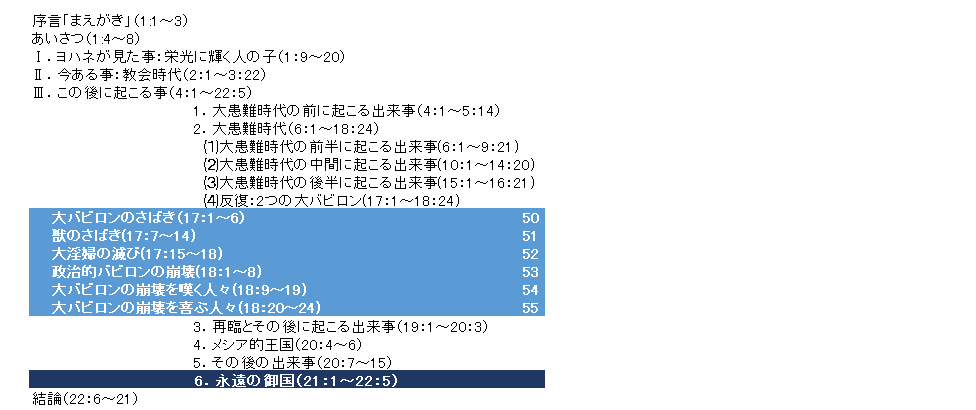 序言「まえがき」(1:1～3)
あいさつ(1:4～8)
Ⅰ. ヨハネが見た事：栄光に輝く人の子(1：9～20)
Ⅱ. 今ある事：教会時代(2：1～3：22)
Ⅲ. この後に起こる事(4：1～22：5)
1. 大患難時代の前に起こる出来事(4：1～5：14)
2. 大患難時代(6：1～18：24)
⑴大患難時代の前半に起こる出来事(6：1～9：21)
⑵大患難時代の中間に起こる出来事(10：1～14：20)
⑶大患難時代の後半に起こる出来事(15：1～16：21)
⑷反復：2つの大バビロン(17：1～18：24)
大バビロンのさばき(17：1～6) 50
獣のさばき(17：7～14) 51
大淫婦の滅び(17：15～18) 52
政治的バビロンの崩壊(18：1～8) 53
大バビロンの崩壊を嘆く人々(18：9～19) 54
大バビロンの崩壊を喜ぶ人々(18：20～24) 55
3. 再臨とその後に起こる出来事(19：1～20：3)
4. メシア的王国(20：4～6)
5. その後の出来事(20：7～15)
6. 永遠の御国(21：1～22：5)
結論(22：6～21)